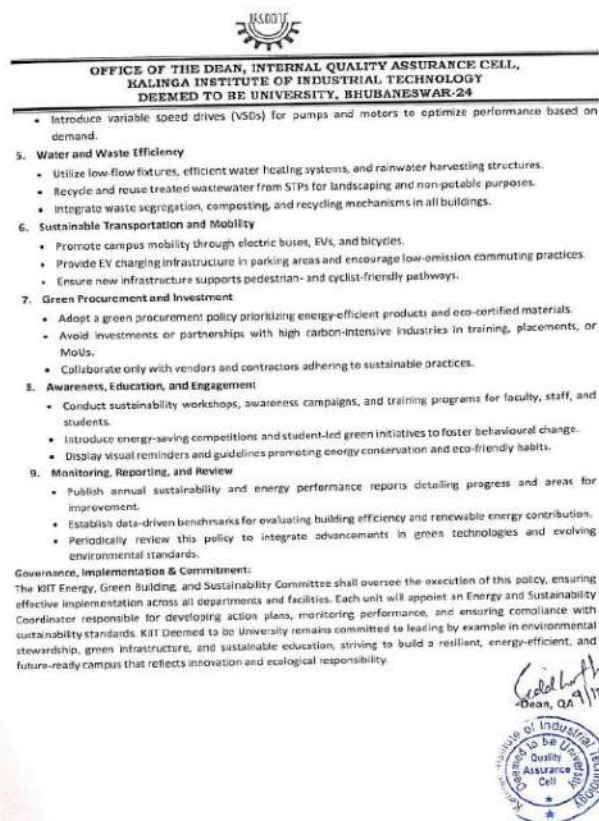 OFFICE OF THE DEAN, INTERNAL QUALITY ASSURANCE CELL,
KALINGA INSTITUTE OF INDUSTRIAL TECHNOLOGY
DEEMED TO BE UNIVERSITY, BHUBANESWAR-24
• Introduce variable speed drives (VSDs) for pumps and motors to optimize performance based on
demand.
5. Water and Waste Efficiency
• Utilize low-flow fixtures, efficient water heating systems, and rainwater harvesting structures.
• Recycle and reuse treated wastewater from STPs for landscaping and non-potable purposes.
• Integrate waste segregation, composting, and recycling mechanisms in all buildings.
6. Sustainable Transportation and Mobility
• Promote campus mobility through electric buses, EVs, and bicycles.
• Provide EV charging infrastructure in parking areas and encourage low-emission commuting practices.
• Ensure new infrastructure supports pedestrian- and cyclist-friendly pathways.
7. Green Procurement and Investment
• Adopt a green procurement policy prioritizing energy-efficient products and eco-certified materials.
• Avoid investments or partnerships with high carbon-intensive industries in training, placements, or
MoUs.
• Collaborate only with vendors and contractors adhering to sustainable practices.
8. Awareness, Education, and Engagement
• Conduct sustainability workshops, awareness campaigns, and training programs for faculty, staff, and
students.
• Introduce energy-saving competitions and student-led green initiatives to foster behavioural change.
• Display visual reminders and guidelines promoting energy conservation and eco-friendly habits.
9. Monitoring, Reporting, and Review
• Publish annual sustainability and energy performance reports detailing progress and areas for
improvement.
• Establish data-driven benchmarks for evaluating building efficiency and renewable energy contribution.
• Periodically review this policy to integrate advancements in green technologies and evolving
environmental standards.
Governance, Implementation & Commitment:
The KIIT Energy, Green Building, and Sustainability Committee shall oversee the execution of this policy, ensuring
effective implementation across all departments and facilities. Each unit will appoint an Energy and Sustainability
Coordinator responsible for developing action plans, monitoring performance, and ensuring compliance with
sustainability standards. KIIT Deemed to be University remains committed to leading by example in environmental
stewardship, green infrastructure, and sustainable education, striving to build a resilient, energy-efficient, and
future-ready campus that reflects innovation and ecological responsibility.
Dean, QA
of Industrial Technology
Deemed to be University
Quality
Assurance
Cell